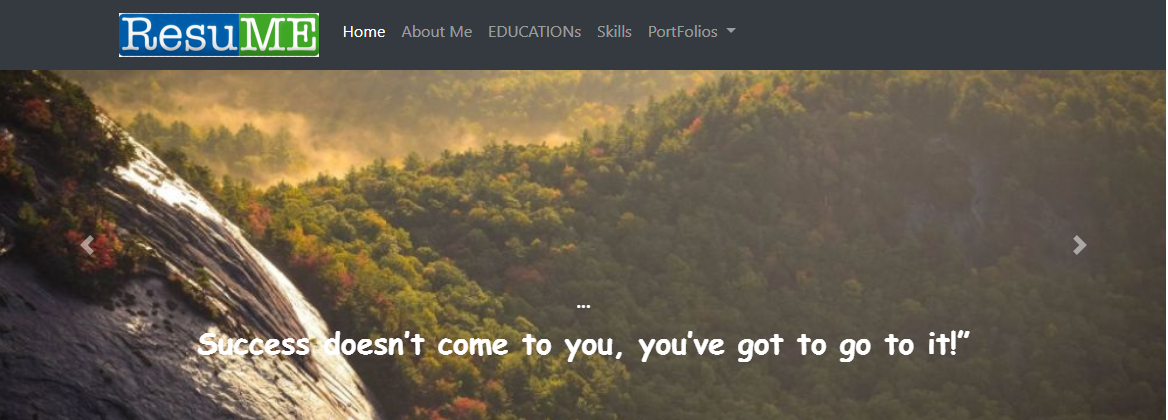 ResuME Home About Me EDUCATIONs Skills PortFolios
...
Success doesn't come to you, you've got to go to it!”